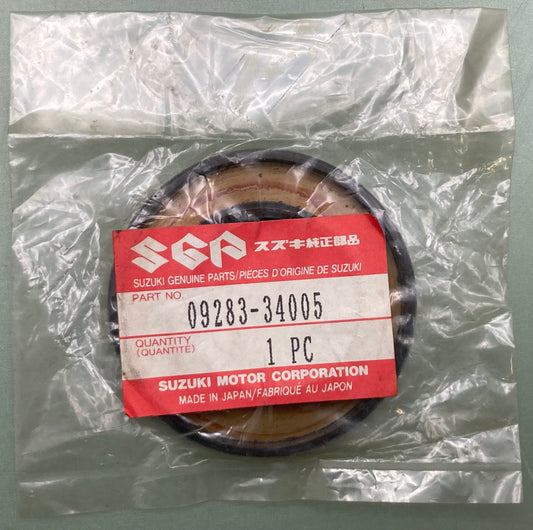 SGP スズキ純正部品
SUZUKI GENUINE PARTS/PIÈCES D'ORIGINE DE SUZUKI
PART NO. 09283-34005
QUANTITY
(QUANTITE) 1 PC
SUZUKI MOTOR CORPORATION
MADE IN JAPAN/FABRIQUÉ AU JAPON